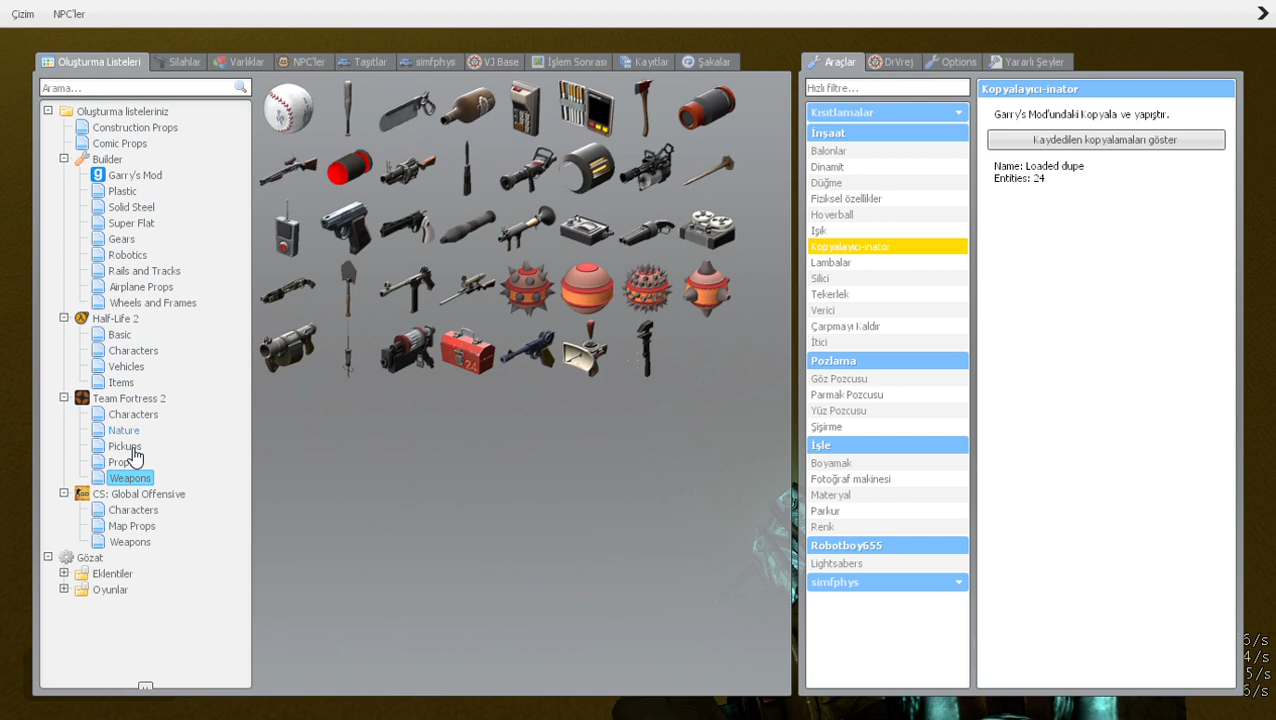 Çizim NPC'ler
Oluşturma Listeleri Silahlar Varlıklar NPC'ler Taşıtlar simfphys VJ Base İşlem Sonrası Kayıtlar Şakalar
Arama...
Oluşturma listeleriniz
Construction Props
Comic Props
Builder
Garry's Mod
Plastic
Solid Steel
Super Flat
Gears
Robotics
Rails and Tracks
Airplane Props
Wheels and Frames
Half-Life 2
Basic
Characters
Vehicles
Items
Team Fortress 2
Characters
Nature
Pickups
Weapons
CS: Global Offensive
Characters
Map Props
Weapons
Gözat
Eklentiler
Oyunlar
24
Araçlar DrVrej Options Yararlı Şeyler
Hızlı filtre...
Kısıtlamalar
İnşaat
Balonlar
Dinamit
Düğme
Fiziksel özellikler
Hoverball
Işık
Kopyalayıcı-inator
Lambalar
Silici
Tekerlek
Verici
Çarpmayı Kaldır
İtici
Pozlama
Göz Pozcusu
Parmak Pozcusu
Yüz Pozcusu
Şişirme
İşle
Boyamak
Fotoğraf makinesi
Materyal
Parkur
Renk
Robotboy655
Lightsabers
simfphys
Kopyalayıcı-inator
Garry's Mod'undaki Kopyala ve yapıştır.
Kaydedilen kopyalamaları göster
Name: Loaded dupe
Entities: 24
6/s
4/s
5/s
6/s